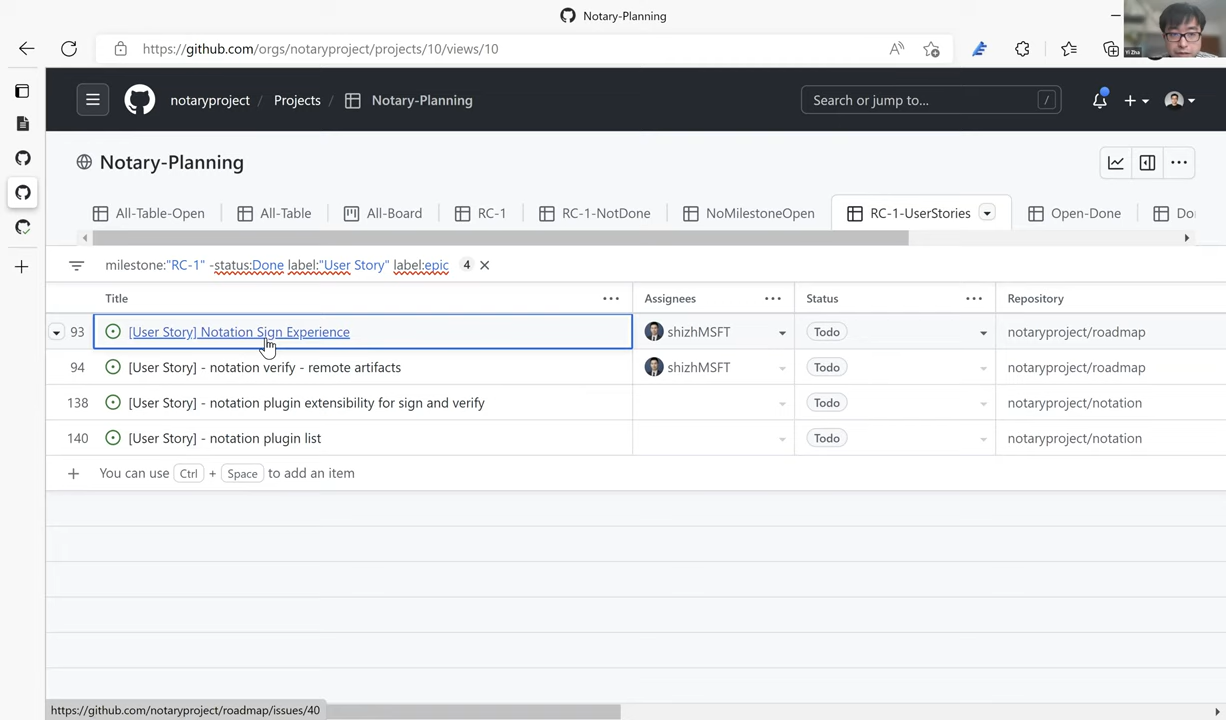 Notary-Planning
https://github.com/orgs/notaryproject/projects/10/views/10
Yi Zha
notaryproject / Projects / Notary-Planning
Search or jump to... /
Notary-Planning
All-Table-Open All-Table All-Board RC-1 RC-1-NotDone NoMilestoneOpen RC-1-UserStories Open-Done Do
milestone:"RC-1" -status:Done label:"User Story" label:epic 4
Title Assignees Status Repository
93 [User Story] Notation Sign Experience shizhMSFT Todo notaryproject/roadmap
94 [User Story] - notation verify - remote artifacts shizhMSFT Todo notaryproject/roadmap
138 [User Story] - notation plugin extensibility for sign and verify Todo notaryproject/notation
140 [User Story] - notation plugin list Todo notaryproject/notation
+ You can use Ctrl + Space to add an item
https://github.com/notaryproject/roadmap/issues/40